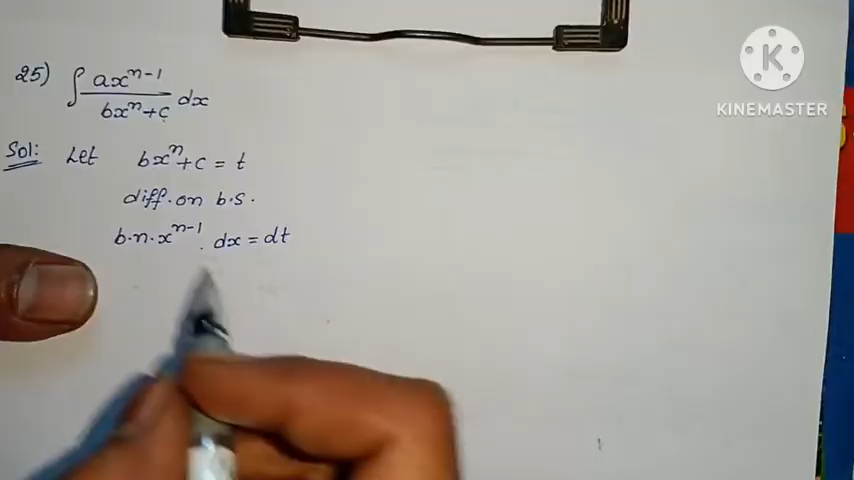 25) ∫ ax^{n-1} / bx^n+c dx
Sol: Let bx^n+c = t
diff. on b.s.
b.n.x^{n-1}. dx = dt
K
KINEMASTER